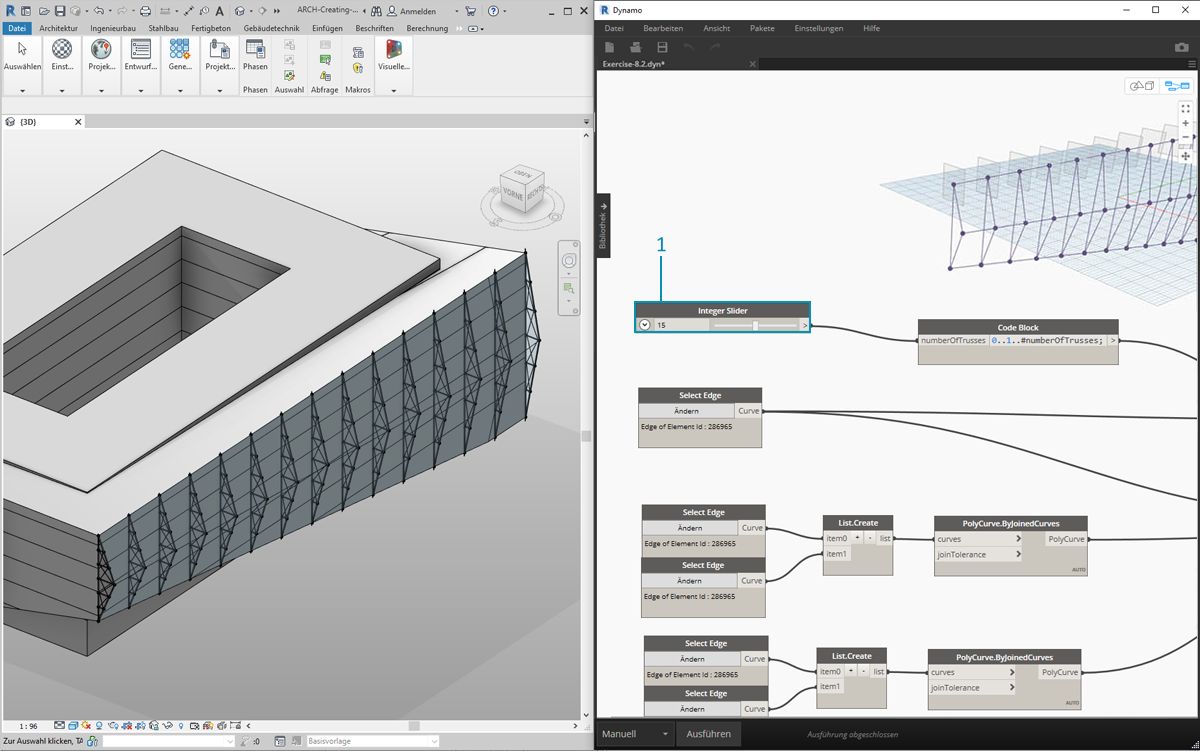 ARCH-Creating-...
Anmelden
Datei Architektur Ingenieurbau Stahlbau Fertigbeton Gebäudetechnik Einfügen Beschriften Berechnung
Auswählen Einst... Projek... Entwurf... Gene... Projekt... Phasen Visuelle...
Phasen Auswahl Abfrage Makros
{3D}
OBEN
VORNE
RECHTS
1 : 96
Zur Auswahl klicken, TA
:0
Basisvorlage
Dynamo
Datei Bearbeiten Ansicht Pakete Einstellungen Hilfe
Exercise-8.2.dyn*
Bibliothek
1
Integer Slider
15 >
Code Block
numberOfTrusses 0..1..#numberOfTrusses; >
Select Edge
Ändern Curve
Edge of Element Id : 286965
Select Edge
Ändern Curve
Edge of Element Id : 286965
Select Edge
Ändern Curve
Edge of Element Id : 286965
List.Create
item0 + - list
item1
PolyCurve.ByJoinedCurves
curves > PolyCurve
joinTolerance >
AUTO
Select Edge
Ändern Curve
Edge of Element Id : 286965
Select Edge
Ändern Curve
List.Create
item0 + - list
item1
PolyCurve.ByJoinedCurves
curves > PolyCurve
joinTolerance >
AUTO
Manuell Ausführen Ausführung abgeschlossen